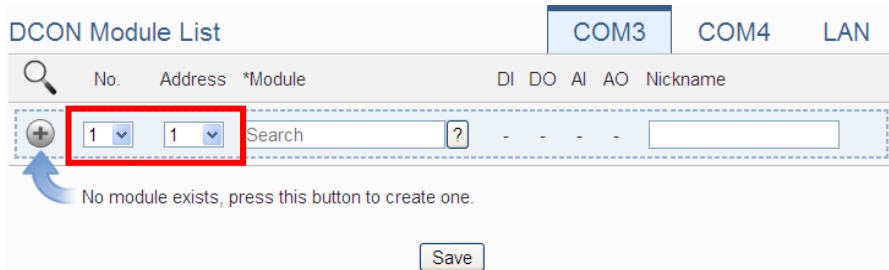 DCON Module List COM3 COM4 LAN
No. Address *Module DI DO AI AO Nickname
1 1 Search ? - - - -
No module exists, press this button to create one.
Save